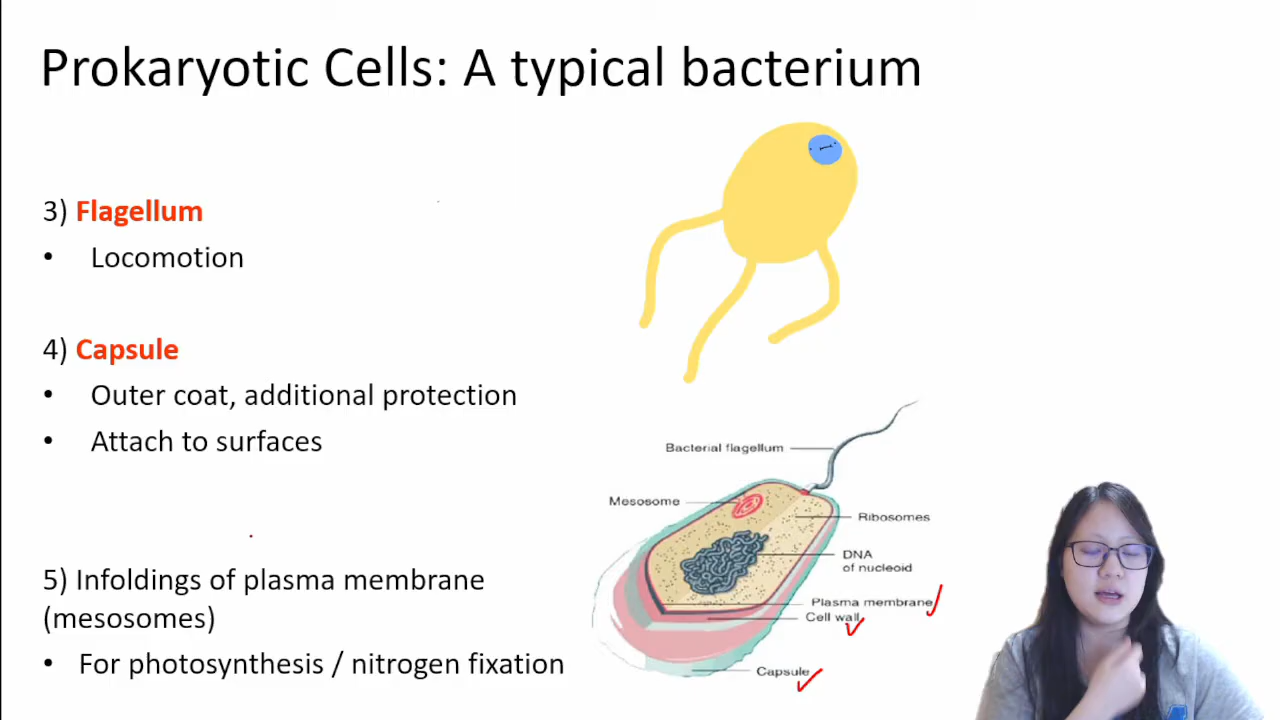 Prokaryotic Cells: A typical bacterium
3) Flagellum
• Locomotion
4) Capsule
• Outer coat, additional protection
• Attach to surfaces
5) Infoldings of plasma membrane
(mesosomes)
• For photosynthesis / nitrogen fixation
Bacterial flagellum
Mesosome
Ribosomes
DNA
of nucleoid
Plasma membrane
Cell wall
Capsule